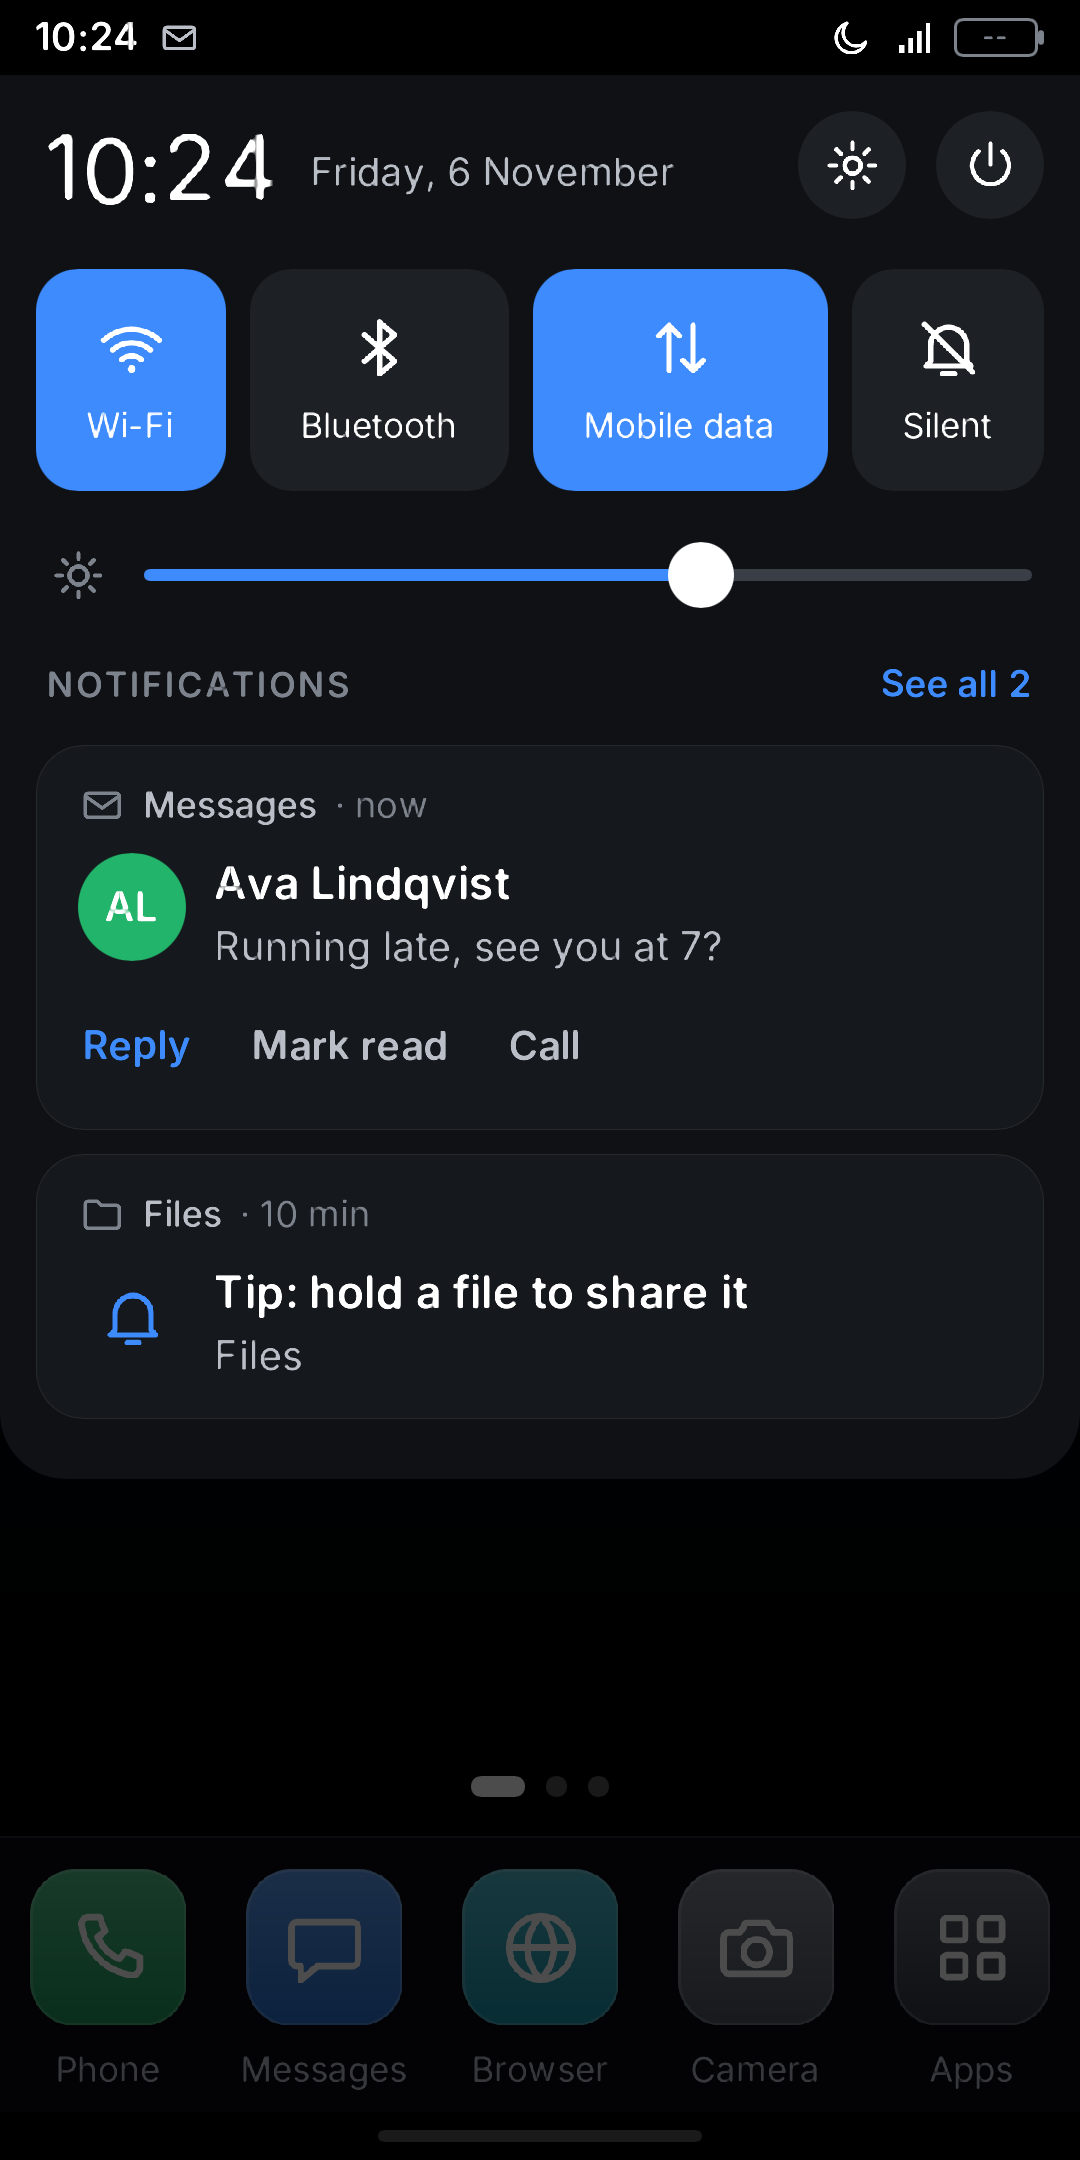 10:24
--
10:24 Friday, 6 November
Wi-Fi Bluetooth Mobile data Silent
NOTIFICATIONS See all 2
Messages · now
AL Ava Lindqvist
Running late, see you at 7?
Reply Mark read Call
Files · 10 min
Tip: hold a file to share it
Files
Phone Messages Browser Camera Apps